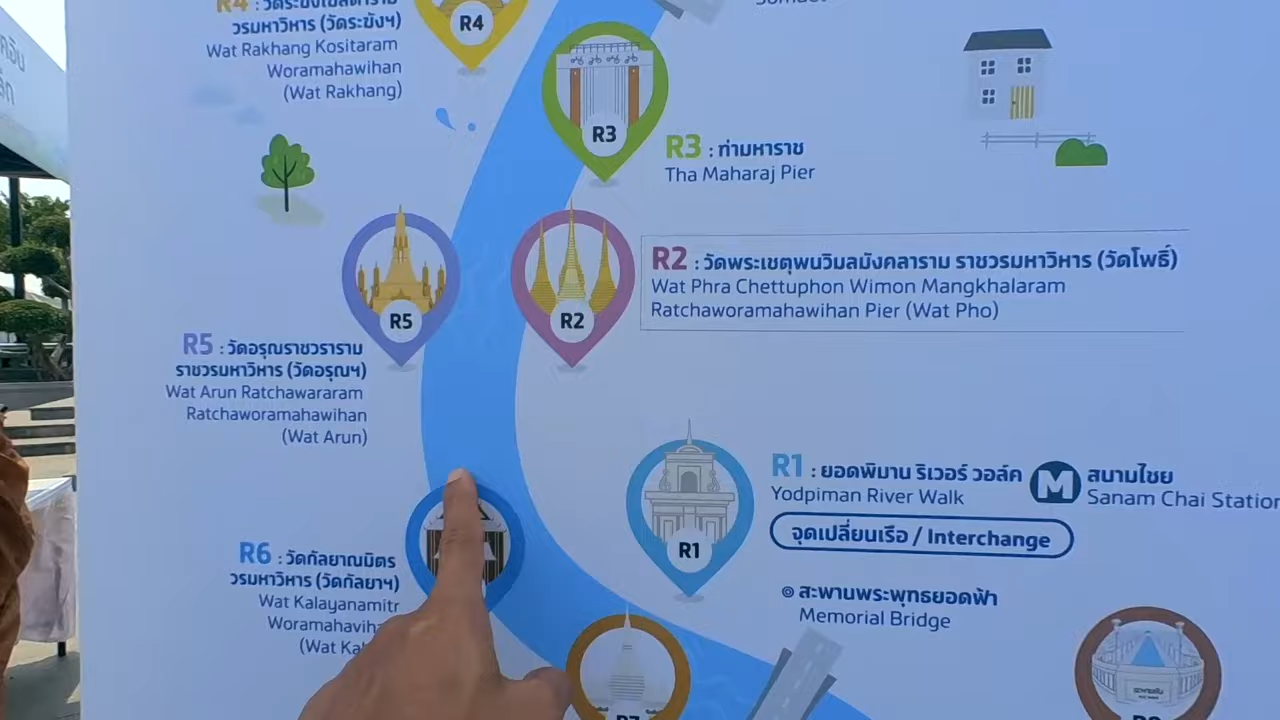 วรมหาวิหาร (วัดระฆังฯ)
Wat Rakhang Kositaram
Woramahawihan
(Wat Rakhang)
R4
R3
R3 : ท่ามหาราช
Tha Maharaj Pier
R5
R2
R2 : วัดพระเชตุพนวิมลมังคลาราม ราชวรมหาวิหาร (วัดโพธิ์)
Wat Phra Chettuphon Wimon Mangkhalaram
Ratchaworamahawihan Pier (Wat Pho)
R5 : วัดอรุณราชวราราม
ราชวรมหาวิหาร (วัดอรุณฯ)
Wat Arun Ratchawararam
Ratchaworamahawihan
(Wat Arun)
R1
R1 : ยอดพิมาน ริเวอร์ วอล์ค
Yodpiman River Walk
M
สนามไชย
Sanam Chai Station
จุดเปลี่ยนเรือ / Interchange
R6 : วัดกัลยาณมิตร
วรมหาวิหาร (วัดกัลยาฯ)
Wat Kalayanamitr
(Wat
สะพานพระพุทธยอดฟ้า
Memorial Bridge